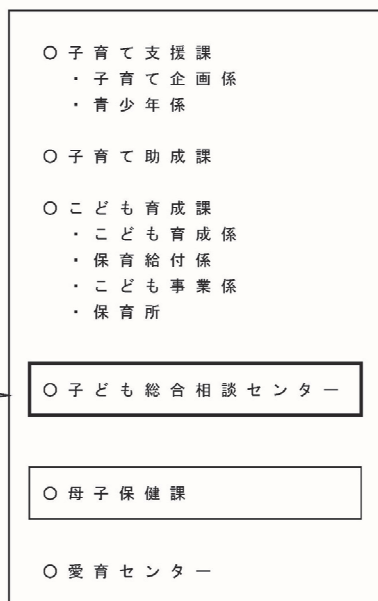 ○子育て支援課
・子育て企画係
・青少年係
○子育て助成課
○こども育成課
・こども育成係
・保育給付係
・こども事業係
・保育所
○子ども総合相談センター
○母子保健課
○愛育センター